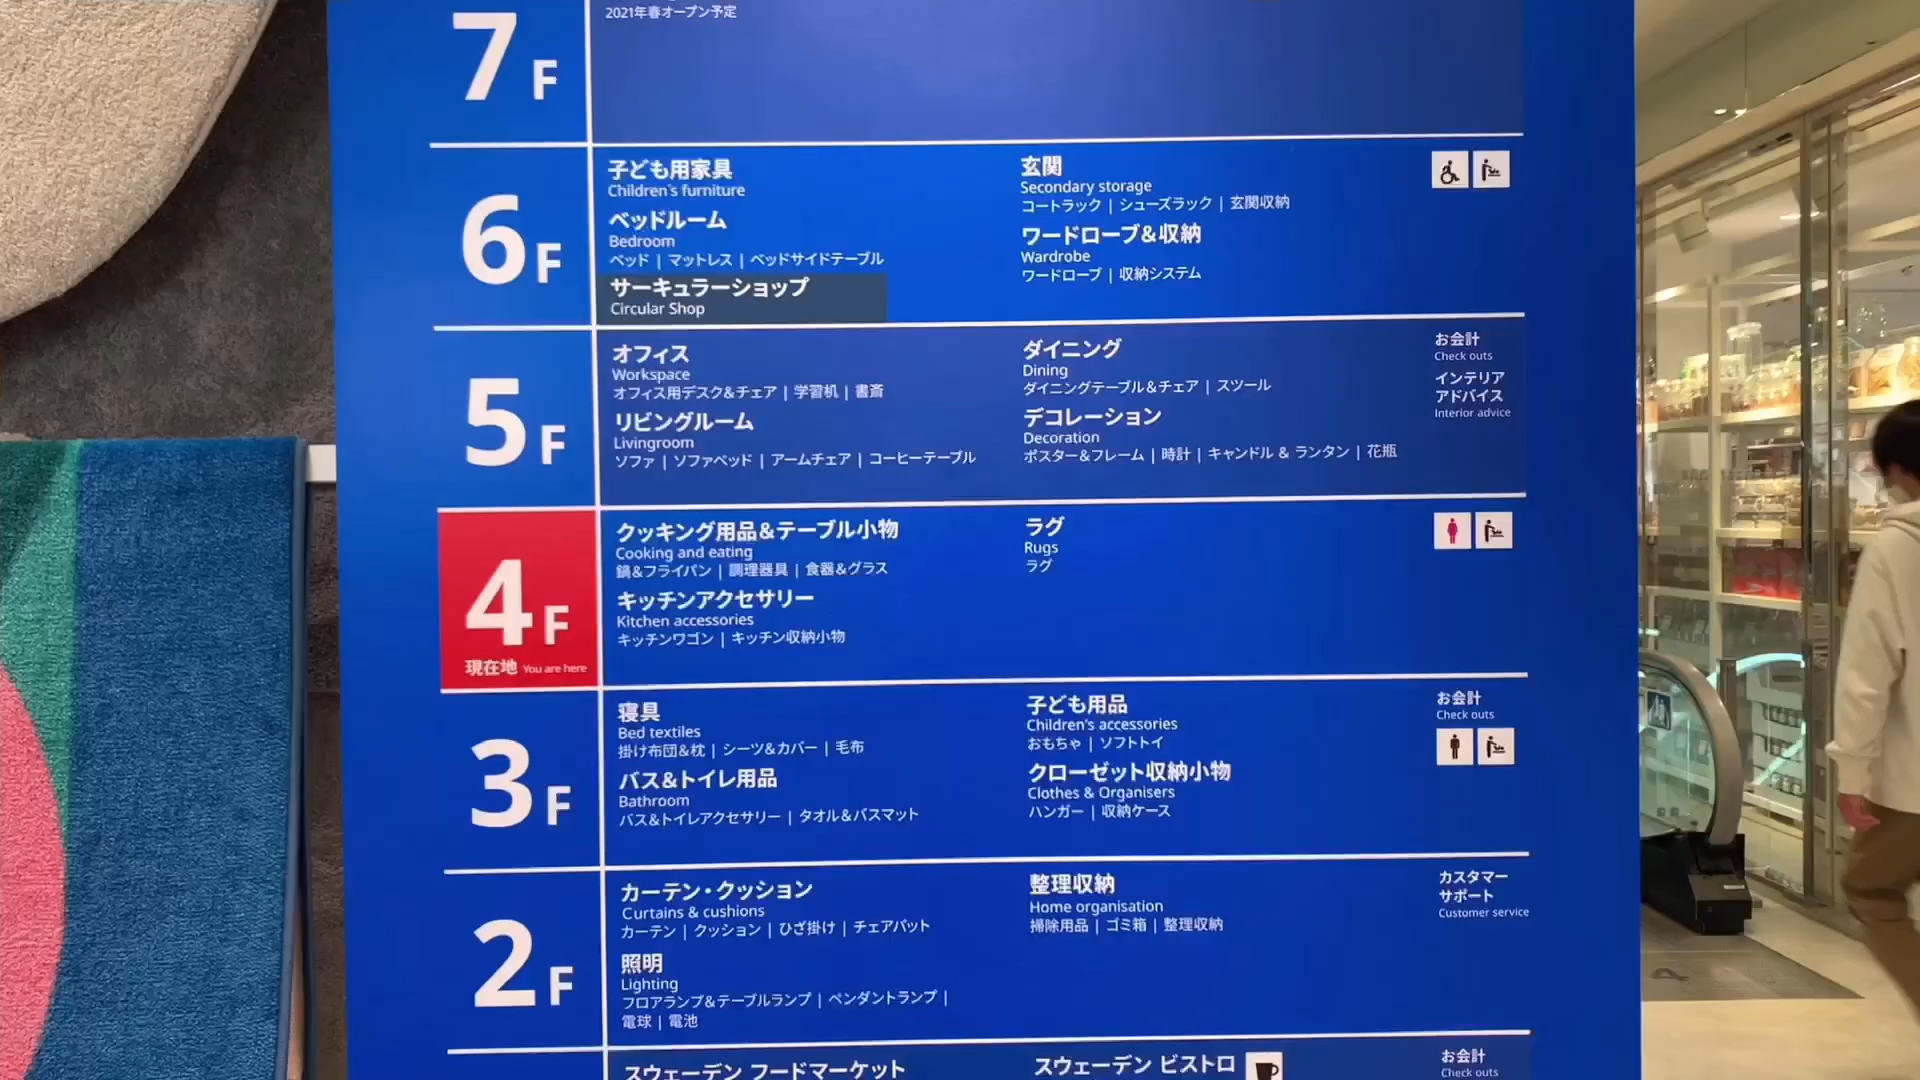 7F
2021年春オープン予定
6F
子ども用家具
Children's furniture
ベッドルーム
Bedroom
ベッド | マットレス | ベッドサイドテーブル
サーキュラーショップ
Circular Shop
玄関
Secondary storage
コートラック | シューズラック | 玄関収納
ワードローブ&収納
Wardrobe
ワードローブ | 収納システム
5F
オフィス
Workspace
オフィス用デスク&チェア | 学習机 | 書斎
リビングルーム
Livingroom
ソファ | ソファベッド | アームチェア | コーヒーテーブル
ダイニング
Dining
ダイニングテーブル&チェア | スツール
デコレーション
Decoration
ポスター&フレーム | 時計 | キャンドル & ランタン | 花瓶
お会計
Check outs
インテリア
アドバイス
Interior advice
4F
現在地 You are here
クッキング用品&テーブル小物
Cooking and eating
鍋&フライパン | 調理器具 | 食器&グラス
キッチンアクセサリー
Kitchen accessories
キッチンワゴン | キッチン収納小物
ラグ
Rugs
ラグ
3F
寝具
Bed textiles
掛け布団&枕 | シーツ&カバー | 毛布
バス&トイレ用品
Bathroom
バス&トイレアクセサリー | タオル&バスマット
子ども用品
Children's accessories
おもちゃ | ソフトトイ
クローゼット収納小物
Clothes & Organisers
ハンガー | 収納ケース
お会計
Check outs
2F
カーテン・クッション
Curtains & cushions
カーテン | クッション | ひざ掛け | チェアパット
照明
Lighting
フロアランプ&テーブルランプ | ペンダントランプ |
電球 | 電池
整理収納
Home organisation
掃除用品 | ゴミ箱 | 整理収納
カスタマー
サポート
Customer service
スウェーデン フードマーケット
スウェーデン ビストロ
お会計
Check outs